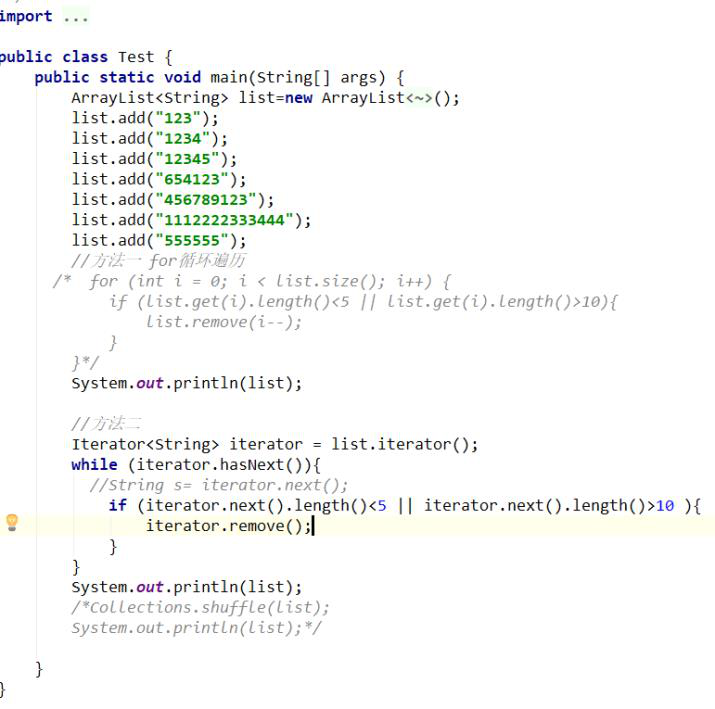 import ...
public class Test {
public static void main(String[] args) {
ArrayList<String> list=new ArrayList<~>();
list.add("123");
list.add("1234");
list.add("12345");
list.add("654123");
list.add("456789123");
list.add("1112222333444");
list.add("555555");
//方法一 for循环遍历
/*  for (int i = 0; i < list.size(); i++) {
if (list.get(i).length()<5 || list.get(i).length()>10){
list.remove(i--);
}
}*/
System.out.println(list);
//方法二
Iterator<String> iterator = list.iterator();
while (iterator.hasNext()){
//String s= iterator.next();
if (iterator.next().length()<5 || iterator.next().length()>10 ){
iterator.remove();
}
}
System.out.println(list);
/*Collections.shuffle(list);
System.out.println(list);*/
}
}